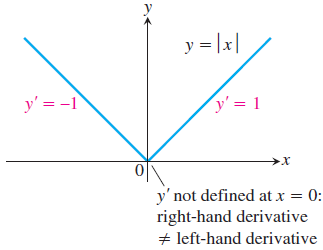 y
y = |x|
y′ = −1
y′ = 1
x
0
y′ not defined at x = 0:
right-hand derivative
≠ left-hand derivative